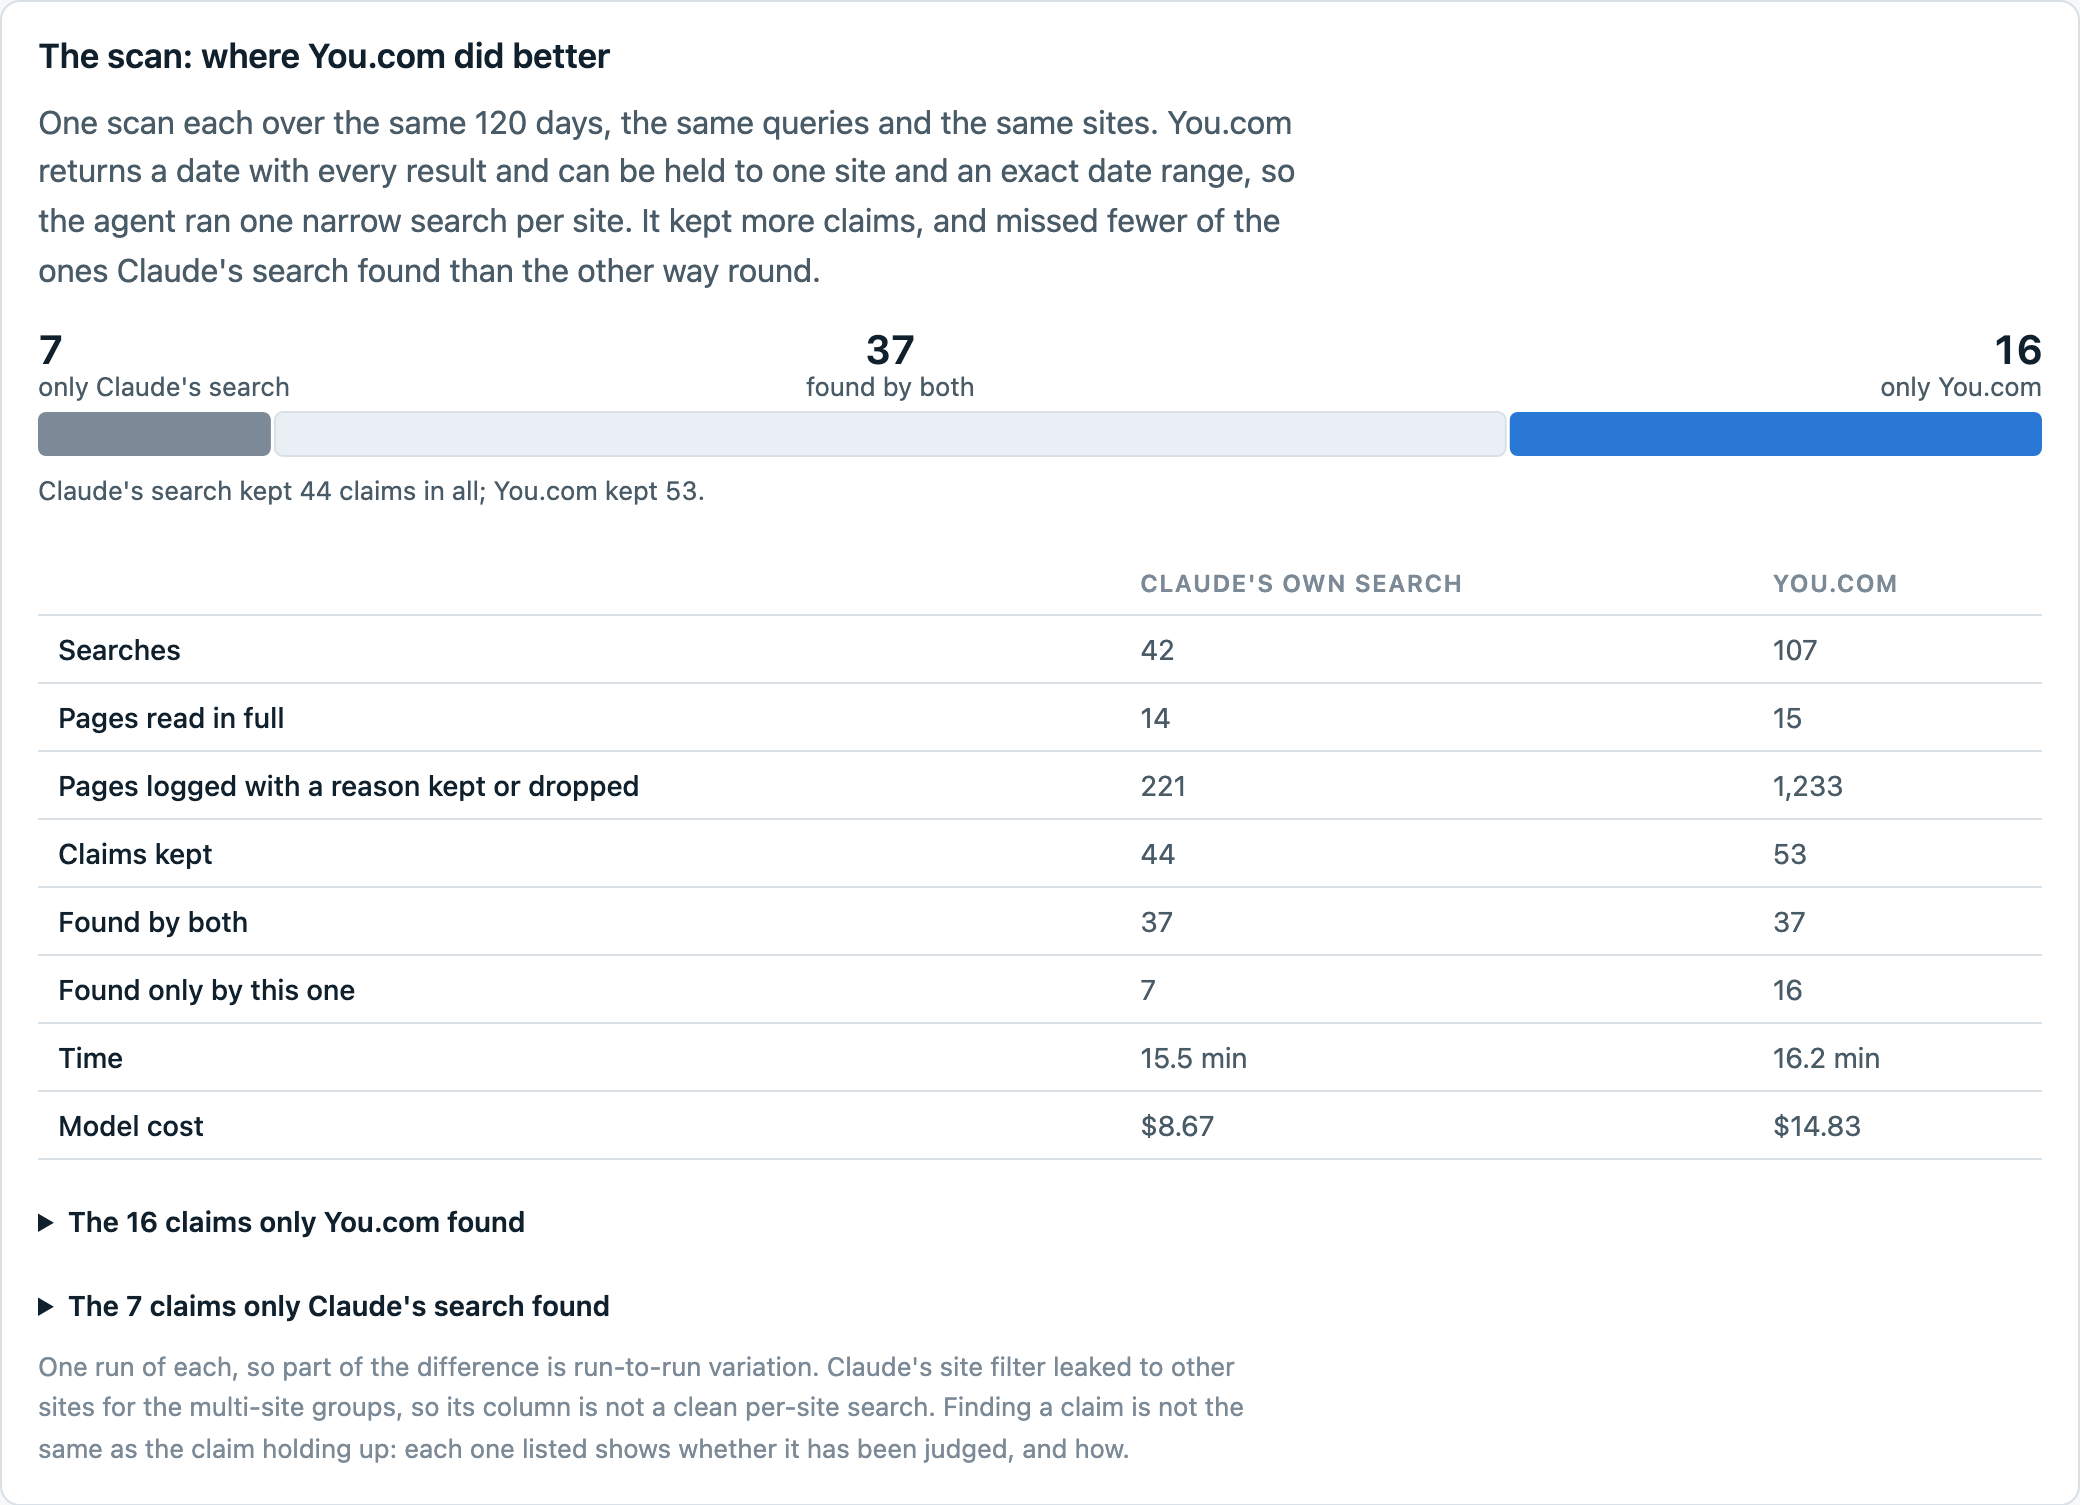 The scan: where You.com did better
One scan each over the same 120 days, the same queries and the same sites. You.com
returns a date with every result and can be held to one site and an exact date range, so
the agent ran one narrow search per site. It kept more claims, and missed fewer of the
ones Claude's search found than the other way round.
7
only Claude's search
37
found by both
16
only You.com
Claude's search kept 44 claims in all; You.com kept 53.
CLAUDE'S OWN SEARCH YOU.COM
Searches 42 107
Pages read in full 14 15
Pages logged with a reason kept or dropped 221 1,233
Claims kept 44 53
Found by both 37 37
Found only by this one 7 16
Time 15.5 min 16.2 min
Model cost $8.67 $14.83
▶ The 16 claims only You.com found
▶ The 7 claims only Claude's search found
One run of each, so part of the difference is run-to-run variation. Claude's site filter leaked to other
sites for the multi-site groups, so its column is not a clean per-site search. Finding a claim is not the
same as the claim holding up: each one listed shows whether it has been judged, and how.